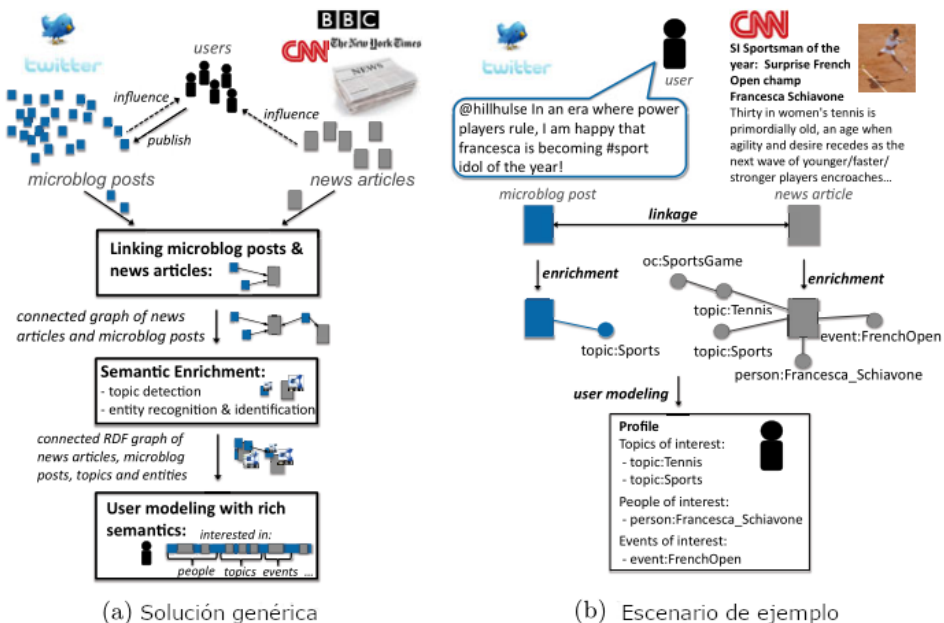 twitter
users
BBC
CNN The New York Times
NEWS
influence
influence
publish
microblog posts
news articles
Linking microblog posts &
news articles:
connected graph of news
articles and microblog posts
Semantic Enrichment:
- topic detection
- entity recognition & identification
connected RDF graph of
news articles, microblog
posts, topics and entities
User modeling with rich
semantics:
interested in:
people topics events ...
(a) Solución genérica
twitter
user
@hillhulse In an era where power
players rule, I am happy that
francesca is becoming #sport
idol of the year!
CNN
SI Sportsman of the
year: Surprise French
Open champ
Francesca Schiavone
Thirty in women's tennis is
primordially old, an age when
agility and desire recedes as the
next wave of younger/faster/
stronger players encroaches...
microblog post
news article
linkage
enrichment
oc:SportsGame
enrichment
topic:Tennis
topic:Sports
topic:Sports
event:FrenchOpen
person:Francesca_Schiavone
user modeling
Profile
Topics of interest:
- topic:Tennis
- topic:Sports
People of interest:
- person:Francesca_Schiavone
Events of interest:
- event:FrenchOpen
(b) Escenario de ejemplo